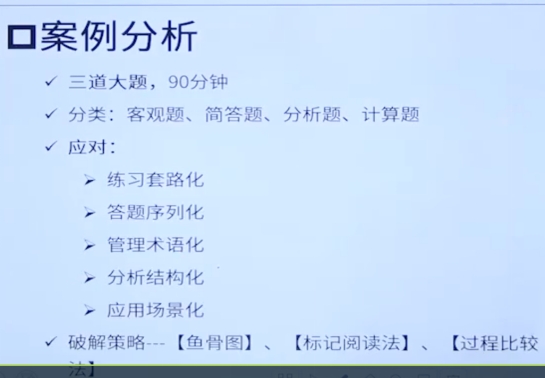 案例分析
三道大题，90分钟
分类：客观题、简答题、分析题、计算题
应对：
练习套路化
答题序列化
管理术语化
分析结构化
应用场景化
破解策略---【鱼骨图】、【标记阅读法】、【过程比较
法】